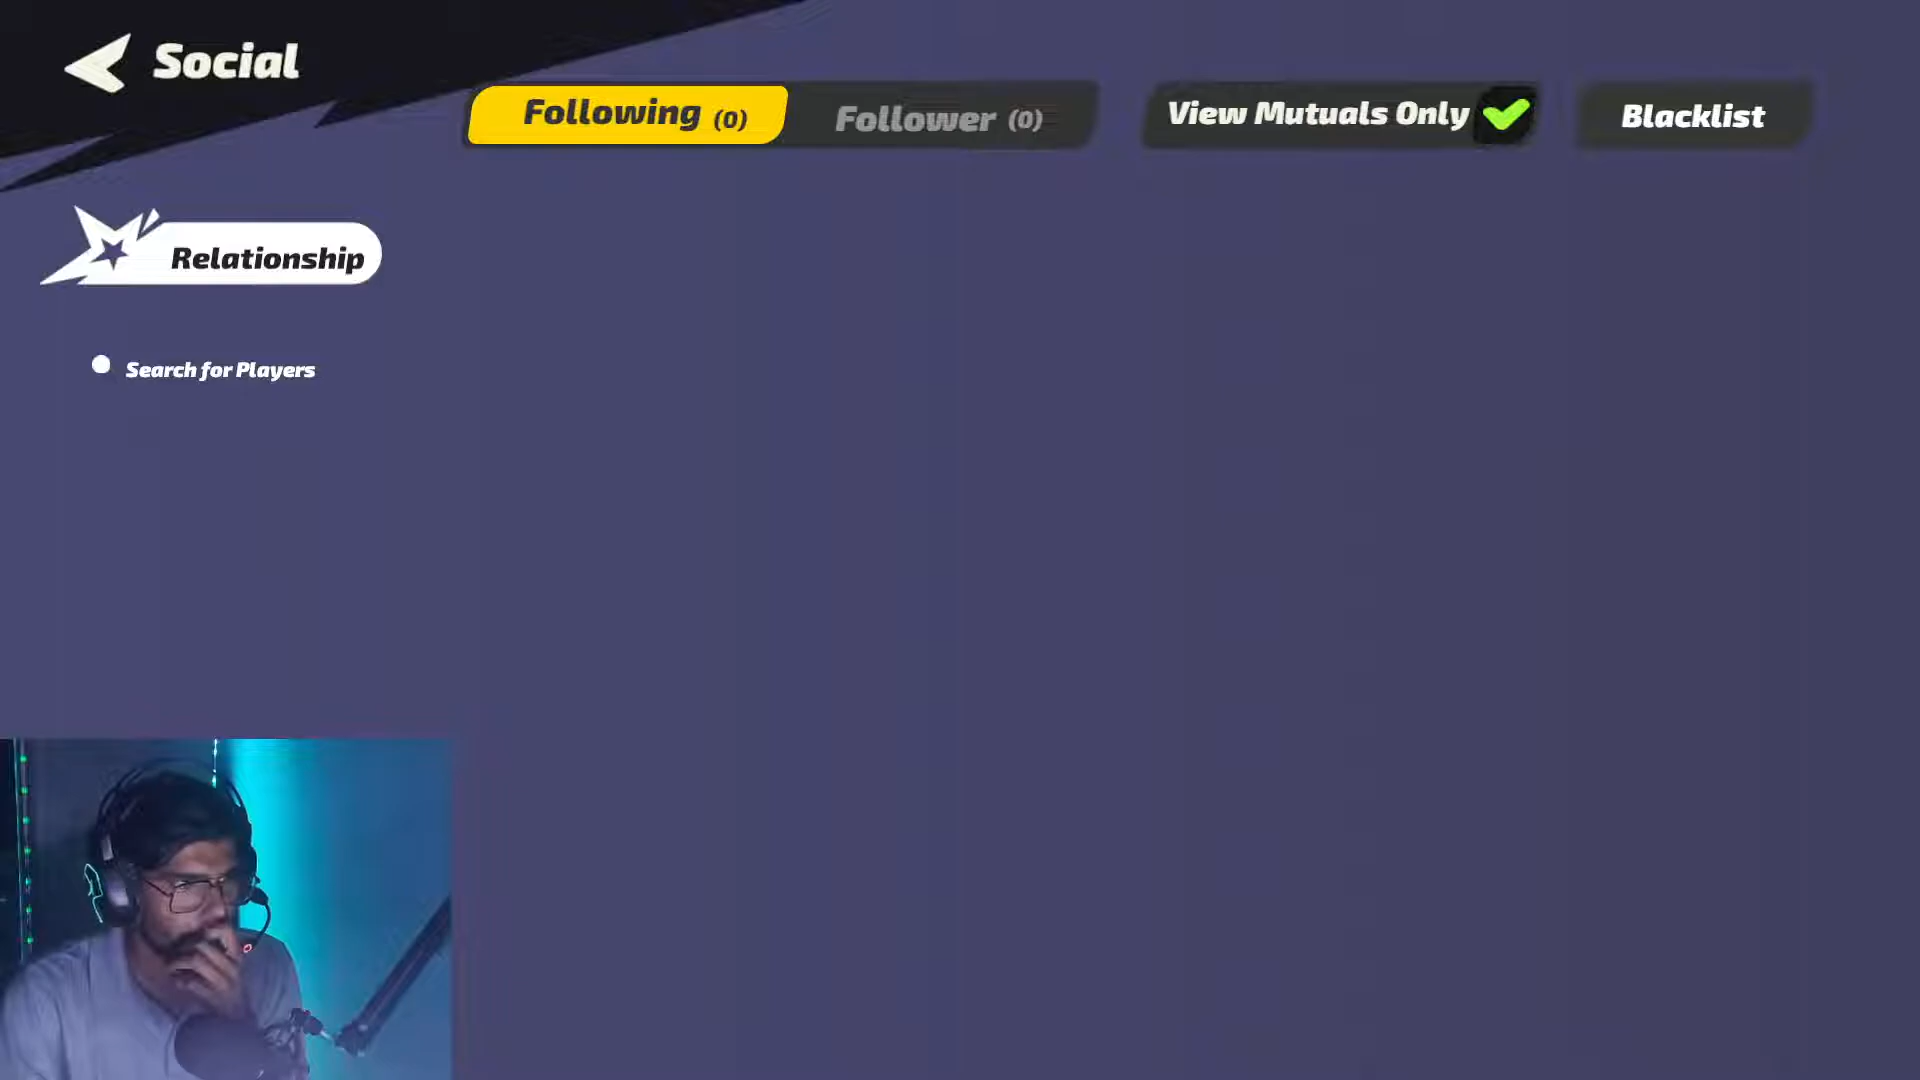 Social
Following (0)
Follower (0)
View Mutuals Only
Blacklist
Relationship
Search for Players